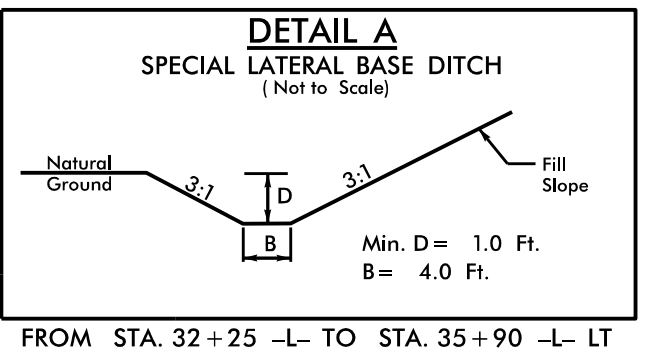 DETAIL A
SPECIAL LATERAL BASE DITCH
( Not to Scale)
Natural
Ground
3:1
D
3:1
Fill
Slope
B
Min. D = 1.0 Ft.
B = 4.0 Ft.
FROM STA. 32+25 -L- TO STA. 35+90 -L- LT